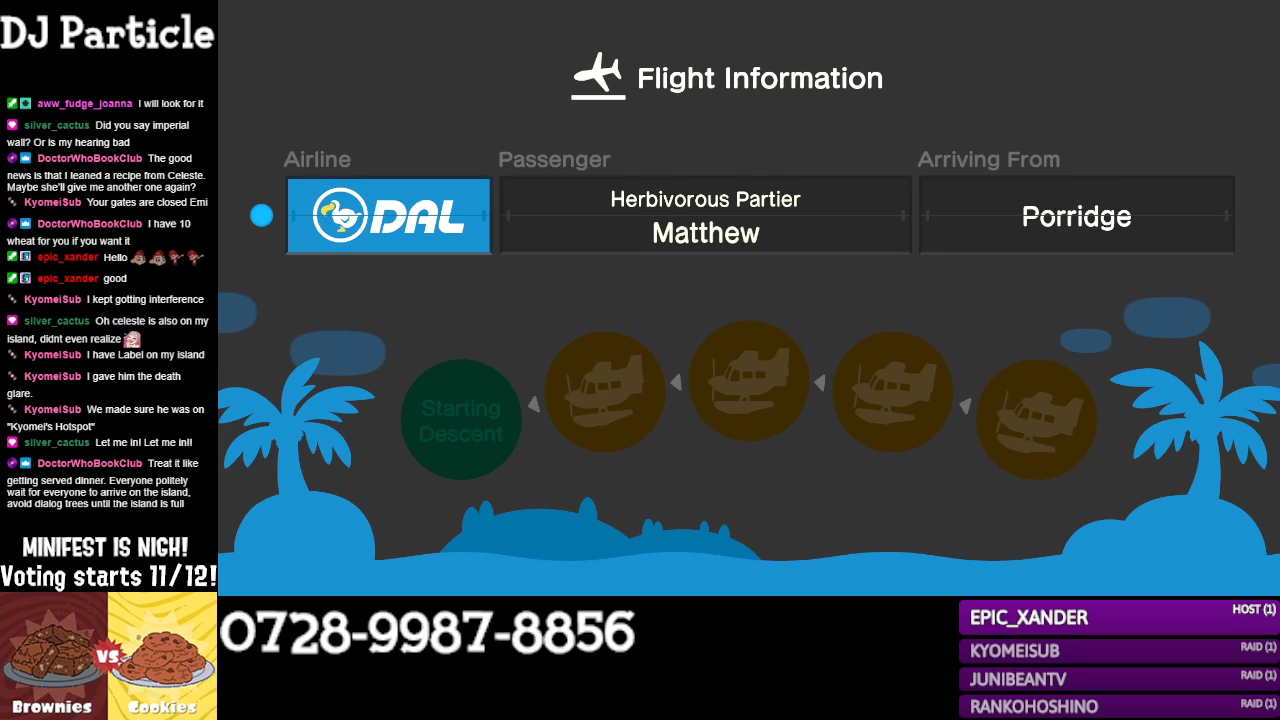 DJ Particle
aww_fudge_joanna I will look for it
silver_cactus Did you say imperial
wall? Or is my hearing bad
DoctorWhoBookClub The good
news is that I leaned a recipe from Celeste.
Maybe she'll give me another one again?
KyomeiSub Your gates are closed Emi
DoctorWhoBookClub I have 10
wheat for you if you want it
epic_xander Hello
epic_xander good
KyomeiSub I kept gotting interference
silver_cactus Oh celeste is also on my
island, didnt even realize
KyomeiSub I have Label on my island
KyomeiSub I gave him the death
glare.
KyomeiSub We made sure he was on
"Kyomei's Hotspot"
silver_cactus Let me in! Let me in!!
DoctorWhoBookClub Treat it like
getting served dinner. Everyone politely
wait for everyone to arrive on the island,
avoid dialog trees until the island is full
MINIFEST IS NIGH!
Voting starts 11/12!
VS
Brownies
Cookies
Flight Information
Airline
Passenger
Arriving From
DAL
Herbivorous Partier
Matthew
Porridge
Starting
Descent
0728-9987-8856
EPIC_XANDER HOST (1)
KYOMEISUB RAID (1)
JUNIBEANTV RAID (1)
RANKOHOSHINO RAID (1)